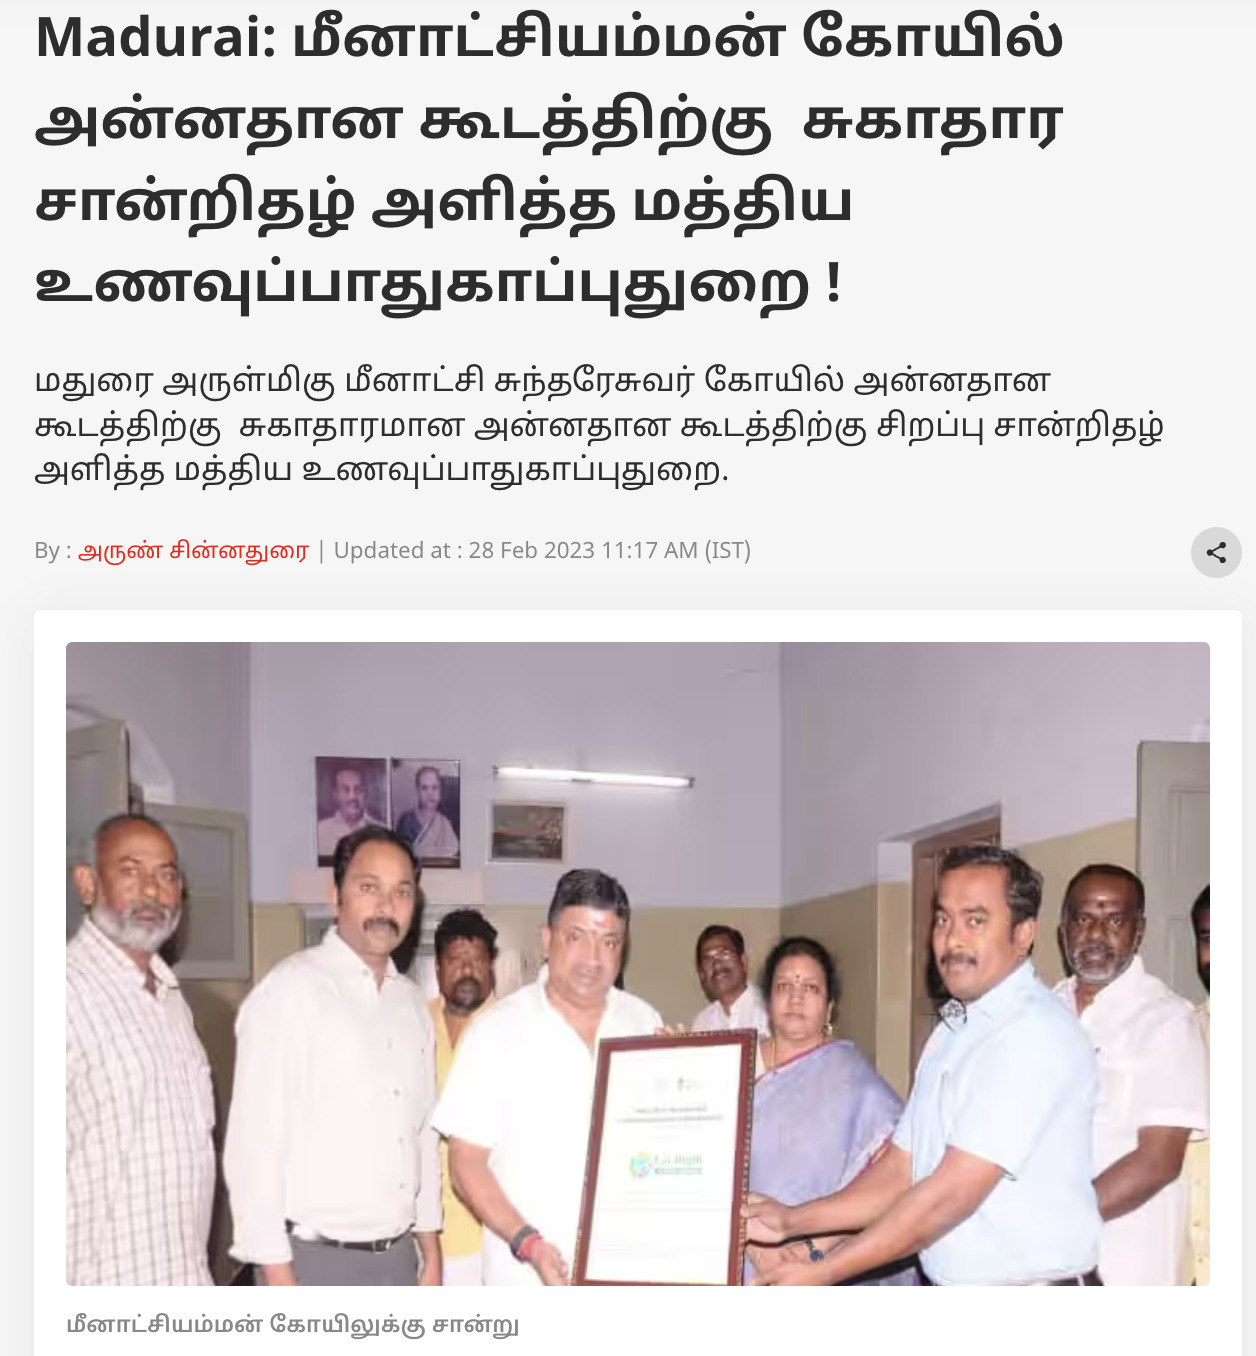 Madurai: மீனாட்சியம்மன் கோயில்
அன்னதான கூடத்திற்கு  சுகாதார
சான்றிதழ் அளித்த மத்திய
உணவுப்பாதுகாப்புதுறை !
மதுரை அருள்மிகு மீனாட்சி சுந்தரேசுவர் கோயில் அன்னதான
கூடத்திற்கு  சுகாதாரமான அன்னதான கூடத்திற்கு சிறப்பு சான்றிதழ்
அளித்த மத்திய உணவுப்பாதுகாப்புதுறை.
By : அருண் சின்னதுரை | Updated at : 28 Feb 2023 11:17 AM (IST)
மீனாட்சியம்மன் கோயிலுக்கு சான்று